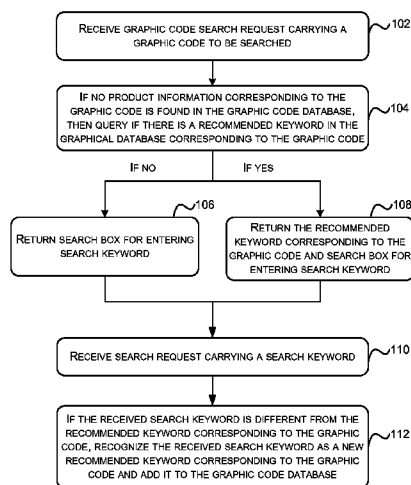 RECEIVE GRAPHIC CODE SEARCH REQUEST CARRYING A
GRAPHIC CODE TO BE SEARCHED
102
IF NO PRODUCT INFORMATION CORRESPONDING TO THE
GRAPHIC CODE IS FOUND IN THE GRAPHIC CODE DATABASE,
THEN QUERY IF THERE IS A RECOMMENDED KEYWORD IN THE
GRAPHICAL DATABASE CORRESPONDING TO THE GRAPHIC CODE
104
IF NO
IF YES
106
RETURN SEARCH BOX FOR ENTERING
SEARCH KEYWORD
108
RETURN THE RECOMMENDED
KEYWORD CORRESPONDING TO THE
GRAPHIC CODE AND SEARCH BOX FOR
ENTERING SEARCH KEYWORD
RECEIVE SEARCH REQUEST CARRYING A SEARCH KEYWORD
110
IF THE RECEIVED SEARCH KEYWORD IS DIFFERENT FROM THE
RECOMMENDED KEYWORD CORRESPONDING TO THE GRAPHIC
CODE, RECOGNIZE THE RECEIVED SEARCH KEYWORD AS A NEW
RECOMMENDED KEYWORD CORRESPONDING TO THE GRAPHIC
CODE AND ADD IT TO THE GRAPHIC CODE DATABASE
112